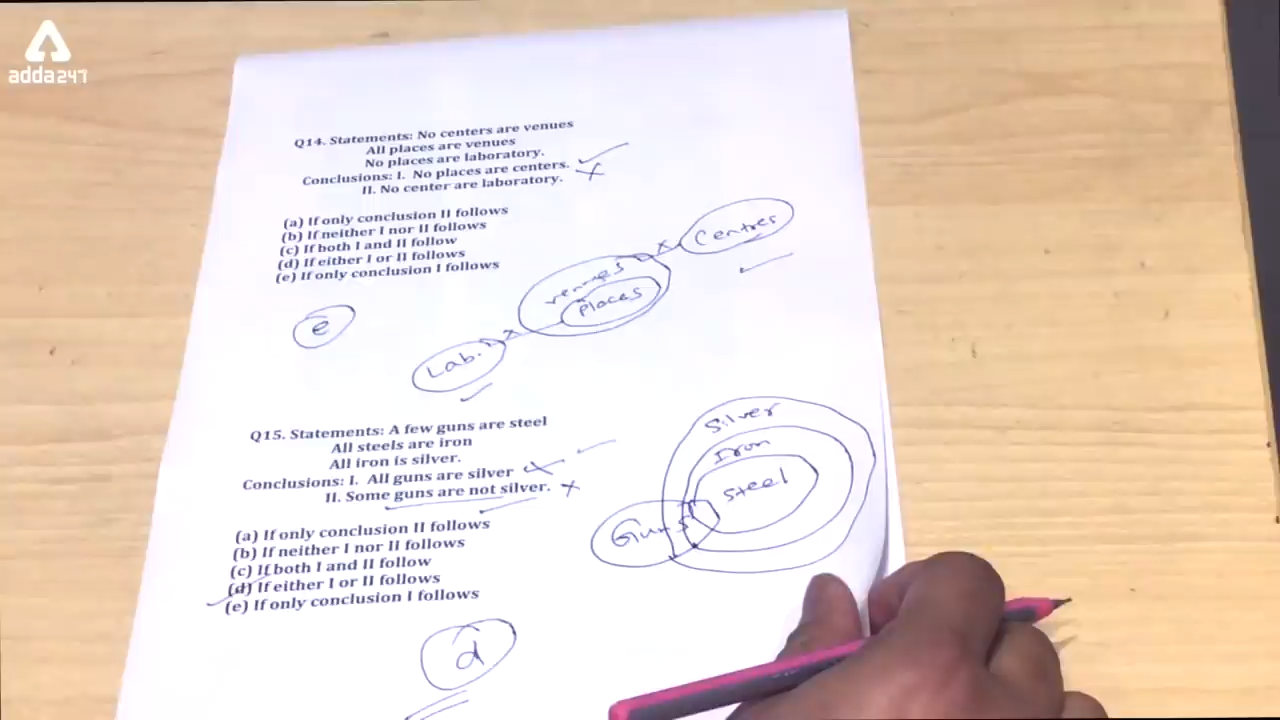 adda247
Q14. Statements: No centers are venues
All places are venues
No places are laboratory.
Conclusions: I. No places are centers.
II. No center are laboratory.
(a) If only conclusion II follows
(b) If neither I nor II follows
(c) If both I and II follow
(d) If either I or II follows
(e) If only conclusion I follows
e
Centres
venues
Places
Lab.
Q15. Statements: A few guns are steel
All steels are iron
All iron is silver.
Conclusions: I. All guns are silver
II. Some guns are not silver.
(a) If only conclusion II follows
(b) If neither I nor II follows
(c) If both I and II follow
(d) If either I or II follows
(e) If only conclusion I follows
Silver
Iron
Steel
Guns
d